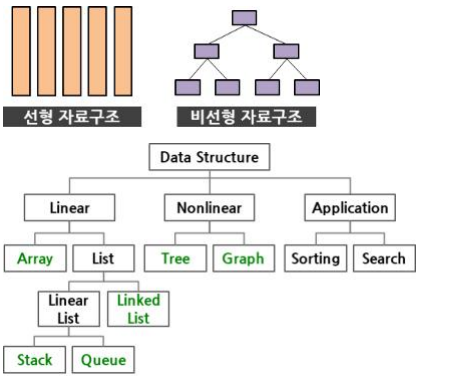 선형 자료구조
비선형 자료구조
Data Structure
Linear
Nonlinear
Application
Array
List
Tree
Graph
Sorting
Search
Linear
List
Linked
List
Stack
Queue